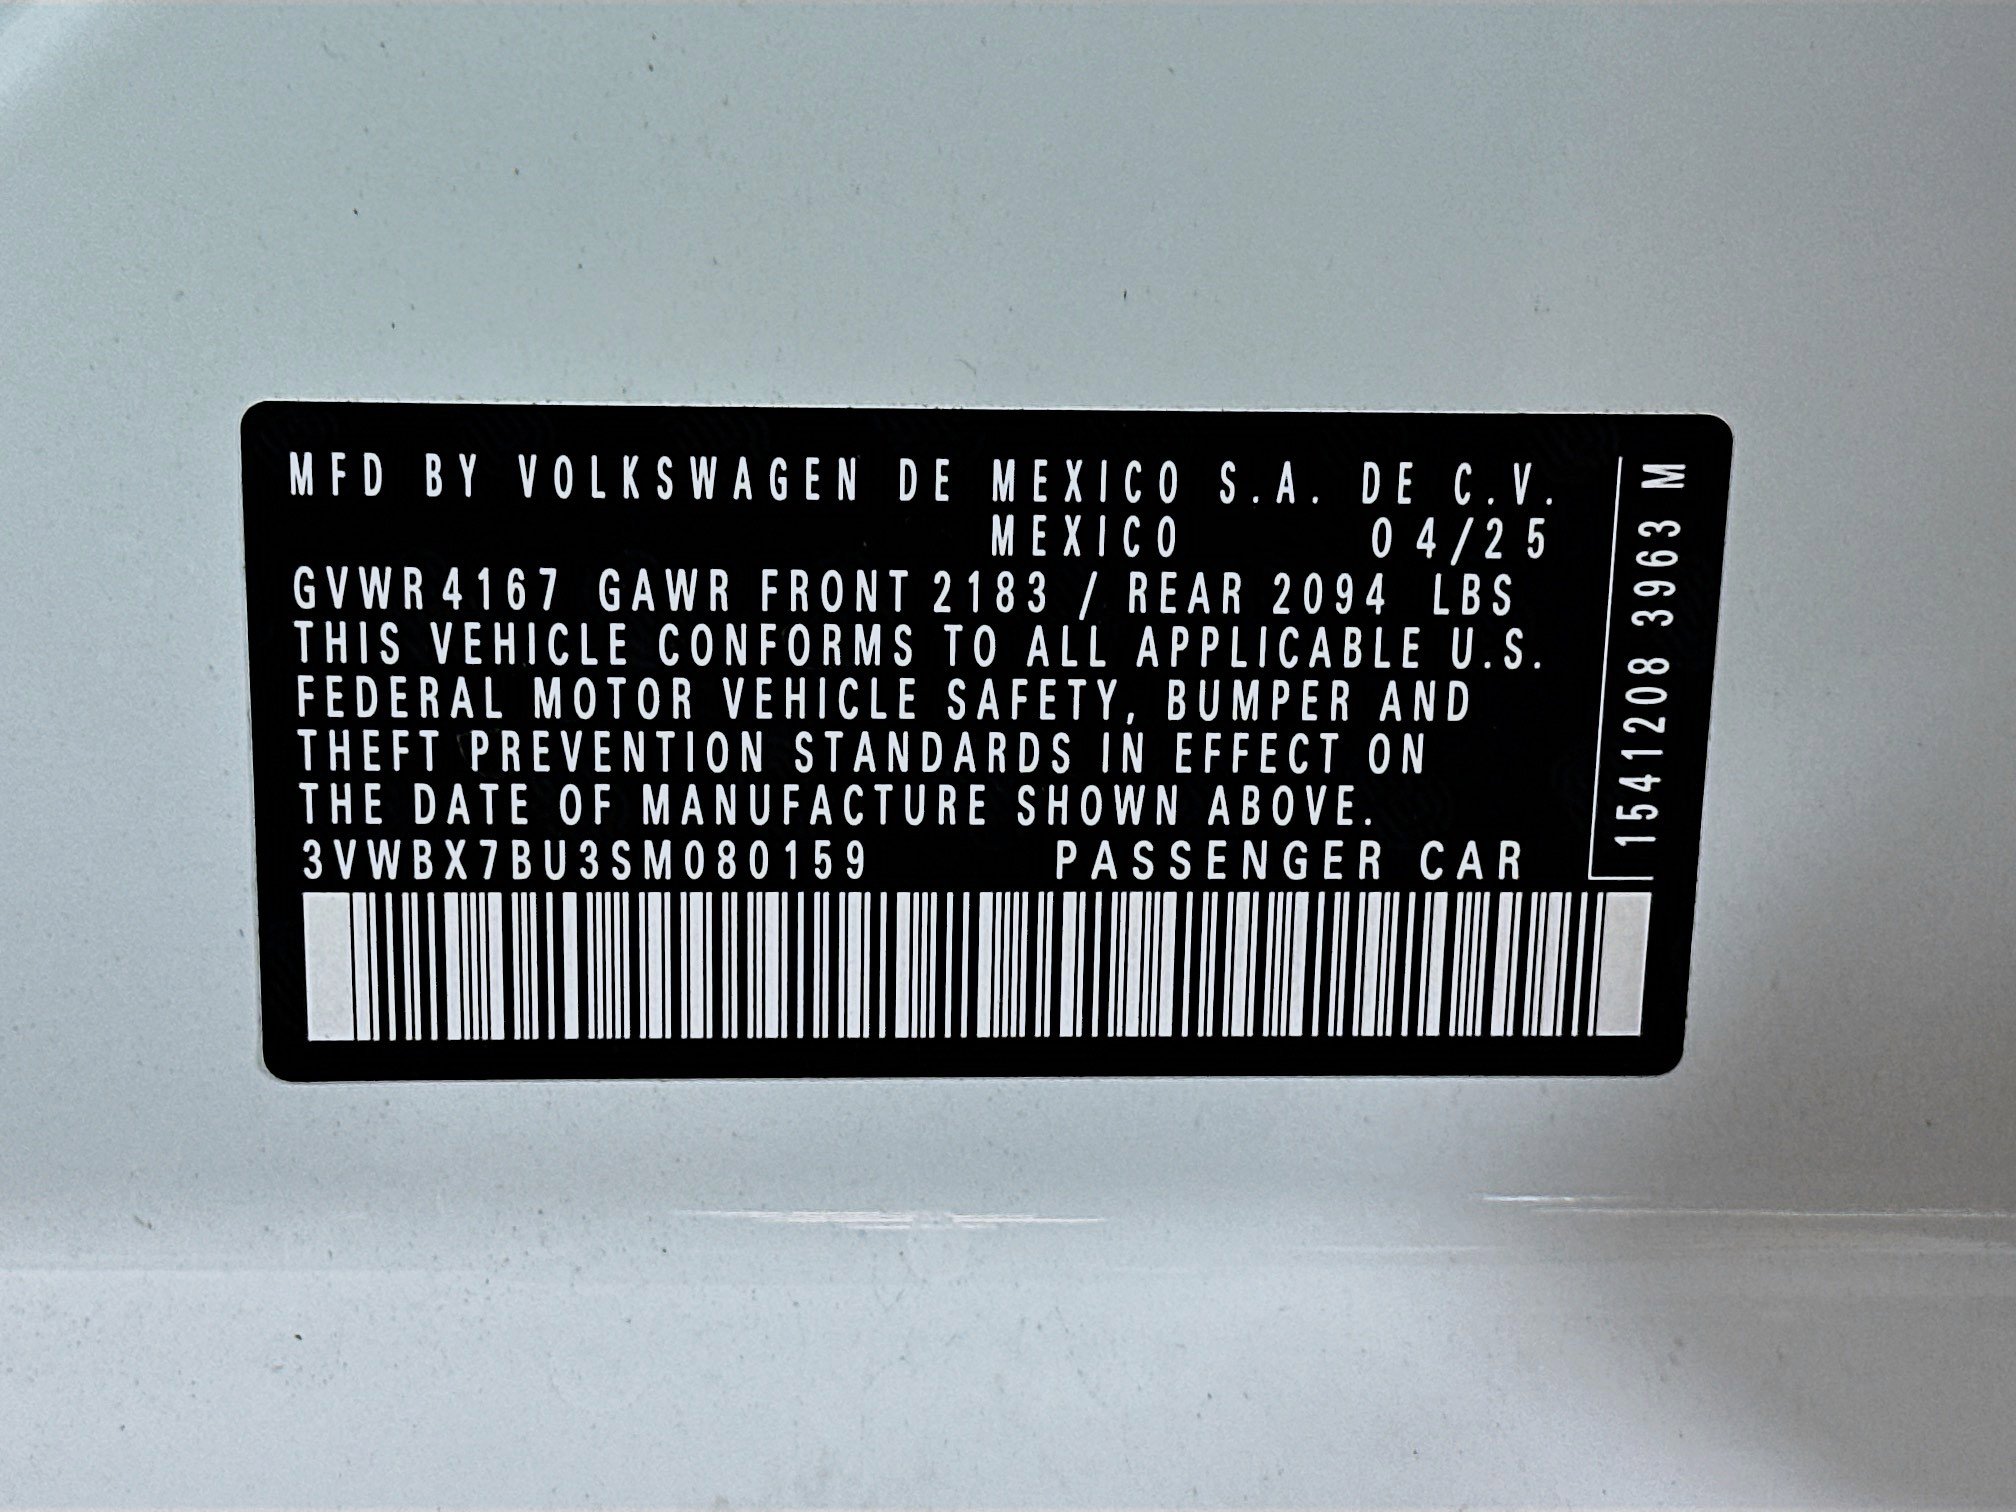 MFD BY VOLKSWAGEN DE MEXICO S.A. DE C.V.
MEXICO 04/25
GVWR 4167 GAWR FRONT 2183 / REAR 2094 LBS
THIS VEHICLE CONFORMS TO ALL APPLICABLE U.S.
FEDERAL MOTOR VEHICLE SAFETY, BUMPER AND
THEFT PREVENTION STANDARDS IN EFFECT ON
THE DATE OF MANUFACTURE SHOWN ABOVE.
3VWBX7BU3SM080159 PASSENGER CAR
1541208 3963 M